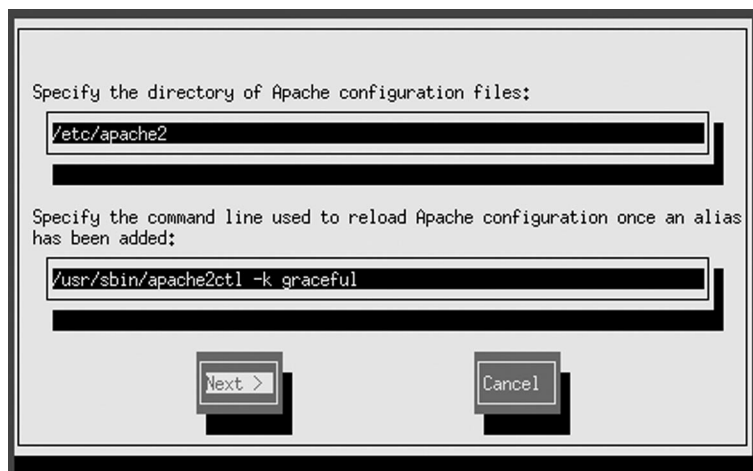 Specify the directory of Apache configuration files:
/etc/apache2
Specify the command line used to reload Apache configuration once an alias
has been added:
/usr/sbin/apache2ctl -k graceful
Next >
Cancel